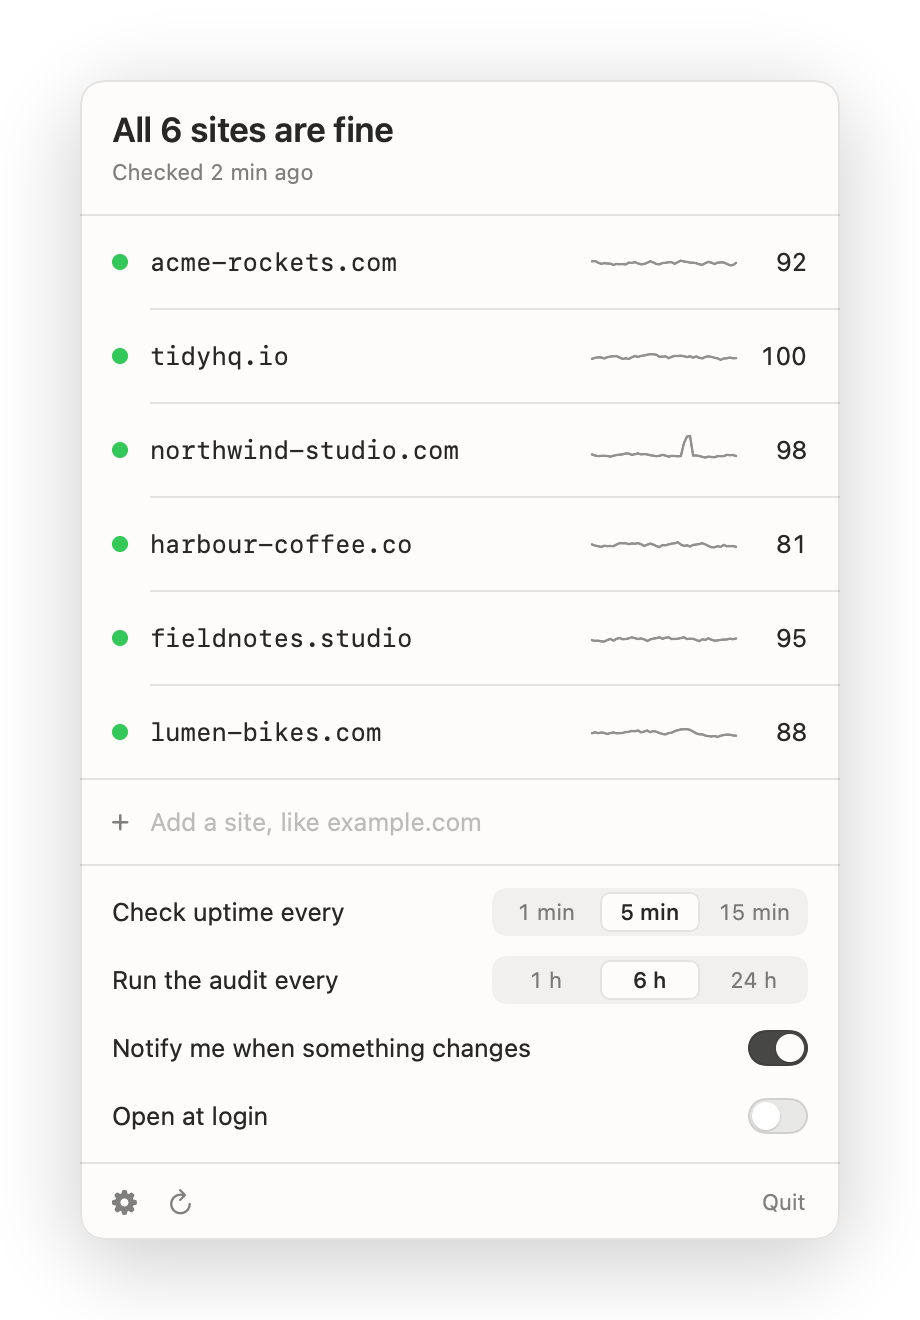 All 6 sites are fine
Checked 2 min ago
acme-rockets.com 92
tidyhq.io 100
northwind-studio.com 98
harbour-coffee.co 81
fieldnotes.studio 95
lumen-bikes.com 88
+ Add a site, like example.com
Check uptime every 1 min 5 min 15 min
Run the audit every 1 h 6 h 24 h
Notify me when something changes
Open at login
Quit